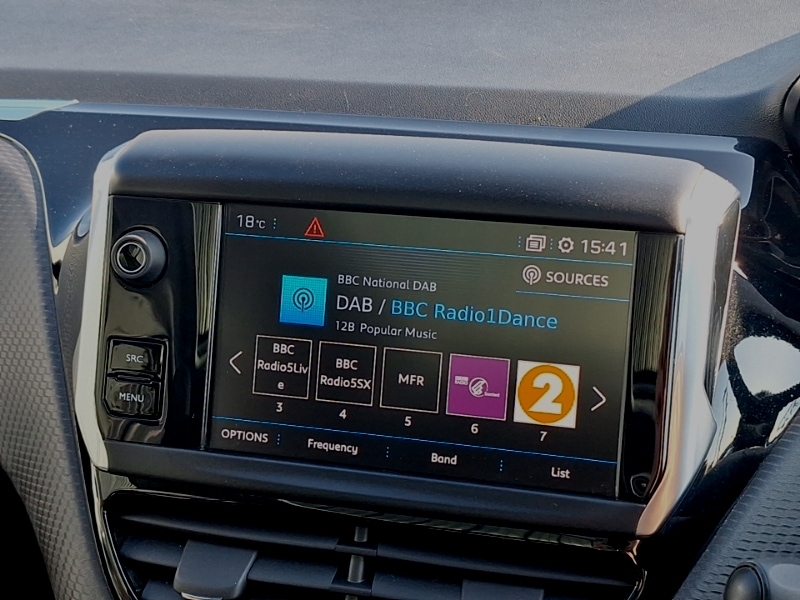 18°C
15:41
SOURCES
BBC National DAB
DAB / BBC Radio1Dance
12B Popular Music
BBC
Radio5Liv
e
BBC
Radio5SX
MFR
2
3
4
5
6
7
SRC
MENU
OPTIONS
Frequency
Band
List